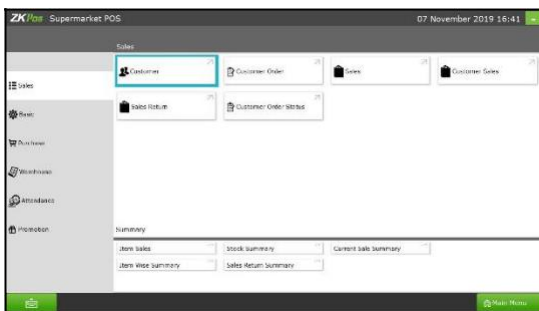 ZKPos Supermarket POS
07 November 2019 16:41
Sales
Customer
Customer Order
Sales
Customer Sales
Sales Return
Customer Order Status
Sales
Basic
Purchase
Warehouse
Attendance
Promotion
Summary
Item Sales
Stock Summary
Current Sale Summary
Item Wise Summary
Sales Return Summary
Main Menu